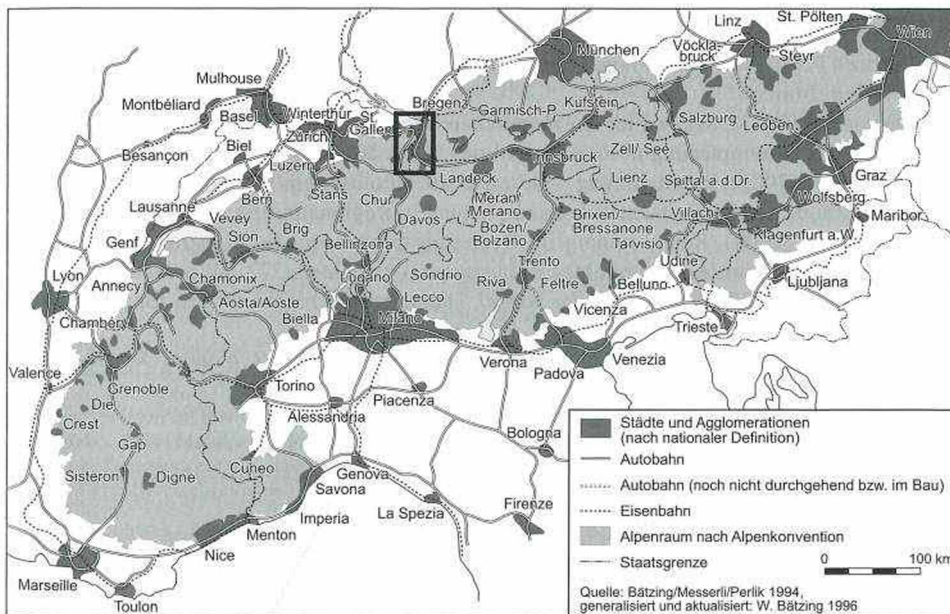 Linz
St. Pölten
Wien
München
Vöckla-
bruck
Steyr
Mulhouse
Montbéliard
Basel
Winterthur
Zürich
St.
Gallen
Bregenz
Garmisch-P.
Kufstein
Salzburg
Leoben
Besançon
Biel
Luzern
Landeck
Innsbruck
Zell/ See
Graz
Lausanne
Bern
Stans
Chur
Davos
Meran/
Merano
Lienz
Spittal a.d.Dr.
Wolfsberg
Genf
Vevey
Sion
Brig
Bozen/
Bolzano
Brixen/
Bressanone
Villach
Klagenfurt a.W.
Maribor
Lyon
Annecy
Chamonix
Bellinzona
Tarvisio
Lugano
Sondrio
Trento
Udine
Aosta/Aoste
Lecco
Riva
Feltre
Belluno
Ljubljana
Chambéry
Biella
Milano
Vicenza
Trieste
Valence
Grenoble
Torino
Verona
Padova
Venezia
Die
Crest
Alessandria
Piacenza
Gap
Bologna
Sisteron
Digne
Cuneo
Genova
Savona
Imperia
La Spezia
Firenze
Menton
Nice
Marseille
Toulon
Städte und Agglomerationen
(nach nationaler Definition)
Autobahn
Autobahn (noch nicht durchgehend bzw. im Bau)
Eisenbahn
Alpenraum nach Alpenkonvention
Staatsgrenze
0 100 km
Quelle: Bätzing/Messerli/Perlik 1994,
generalisiert und aktualisiert: W. Bätzing 1996